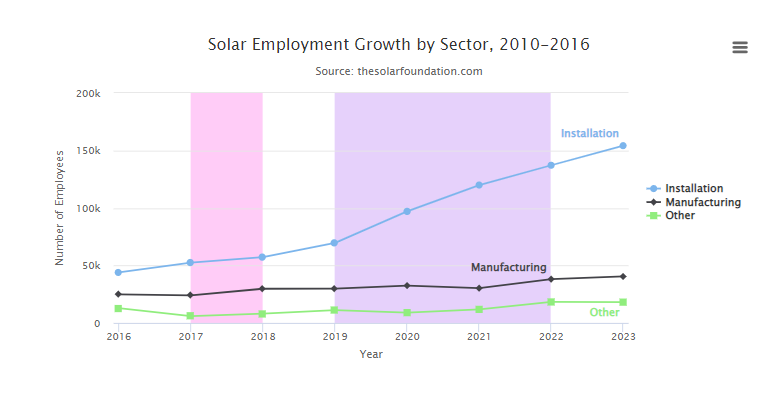 Solar Employment Growth by Sector, 2010-2016
Source: thesolarfoundation.com
Number of Employees
200k
150k
100k
50k
0
Installation
Manufacturing
Other
2016 2017 2018 2019 2020 2021 2022 2023
Year
Installation
Manufacturing
Other